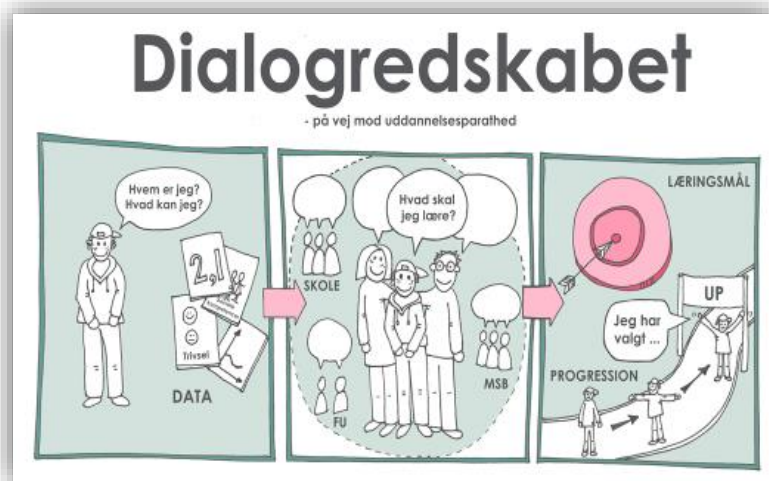 Dialogredskabet
- på vej mod uddannelsesparathed
Hvem er jeg?
Hvad kan jeg?
2,1
Trivsel
DATA
SKOLE
Hvad skal
jeg lære?
FU
MSB
LÆRINGSMÅL
UP
Jeg har
valgt ...
PROGRESSION